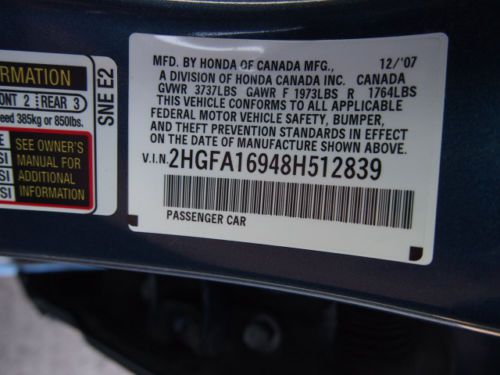 MFD. BY HONDA OF CANADA MFG., 12/'07
A DIVISION OF HONDA CANADA INC. CANADA
GVWR 3737LBS GAWR F 1973LBS R 1764LBS
THIS VEHICLE CONFORMS TO ALL APPLICABLE
FEDERAL MOTOR VEHICLE SAFETY, BUMPER,
AND THEFT PREVENTION STANDARDS IN EFFECT
ON THE DATE OF MANUFACTURE SHOWN ABOVE.
V.I.N. 2HGFA16948H512839
PASSENGER CAR
2 REAR 3
385kg or 850lbs.
SEE OWNER'S
MANUAL FOR
ADDITIONAL
INFORMATION
SNE E2